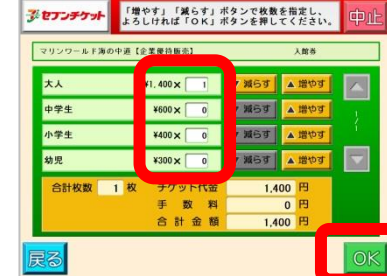 セブンチケット
「増やす」「減らす」ボタンで枚数を指定し、
よろしければ「OK」ボタンを押してください。
中止
マリンワールド海の中道【企業優待販売】 入館券
大人 ¥1,400× 1 ▼減らす ▲増やす
中学生 ¥600× 0 減らす ▲増やす
小学生 ¥400× 0 減らす ▲増やす
幼児 ¥300× 0 減らす ▲増やす
1/1
合計枚数 1 枚 チケット代金 1,400 円
手数料 0 円
合計金額 1,400 円
戻る
OK